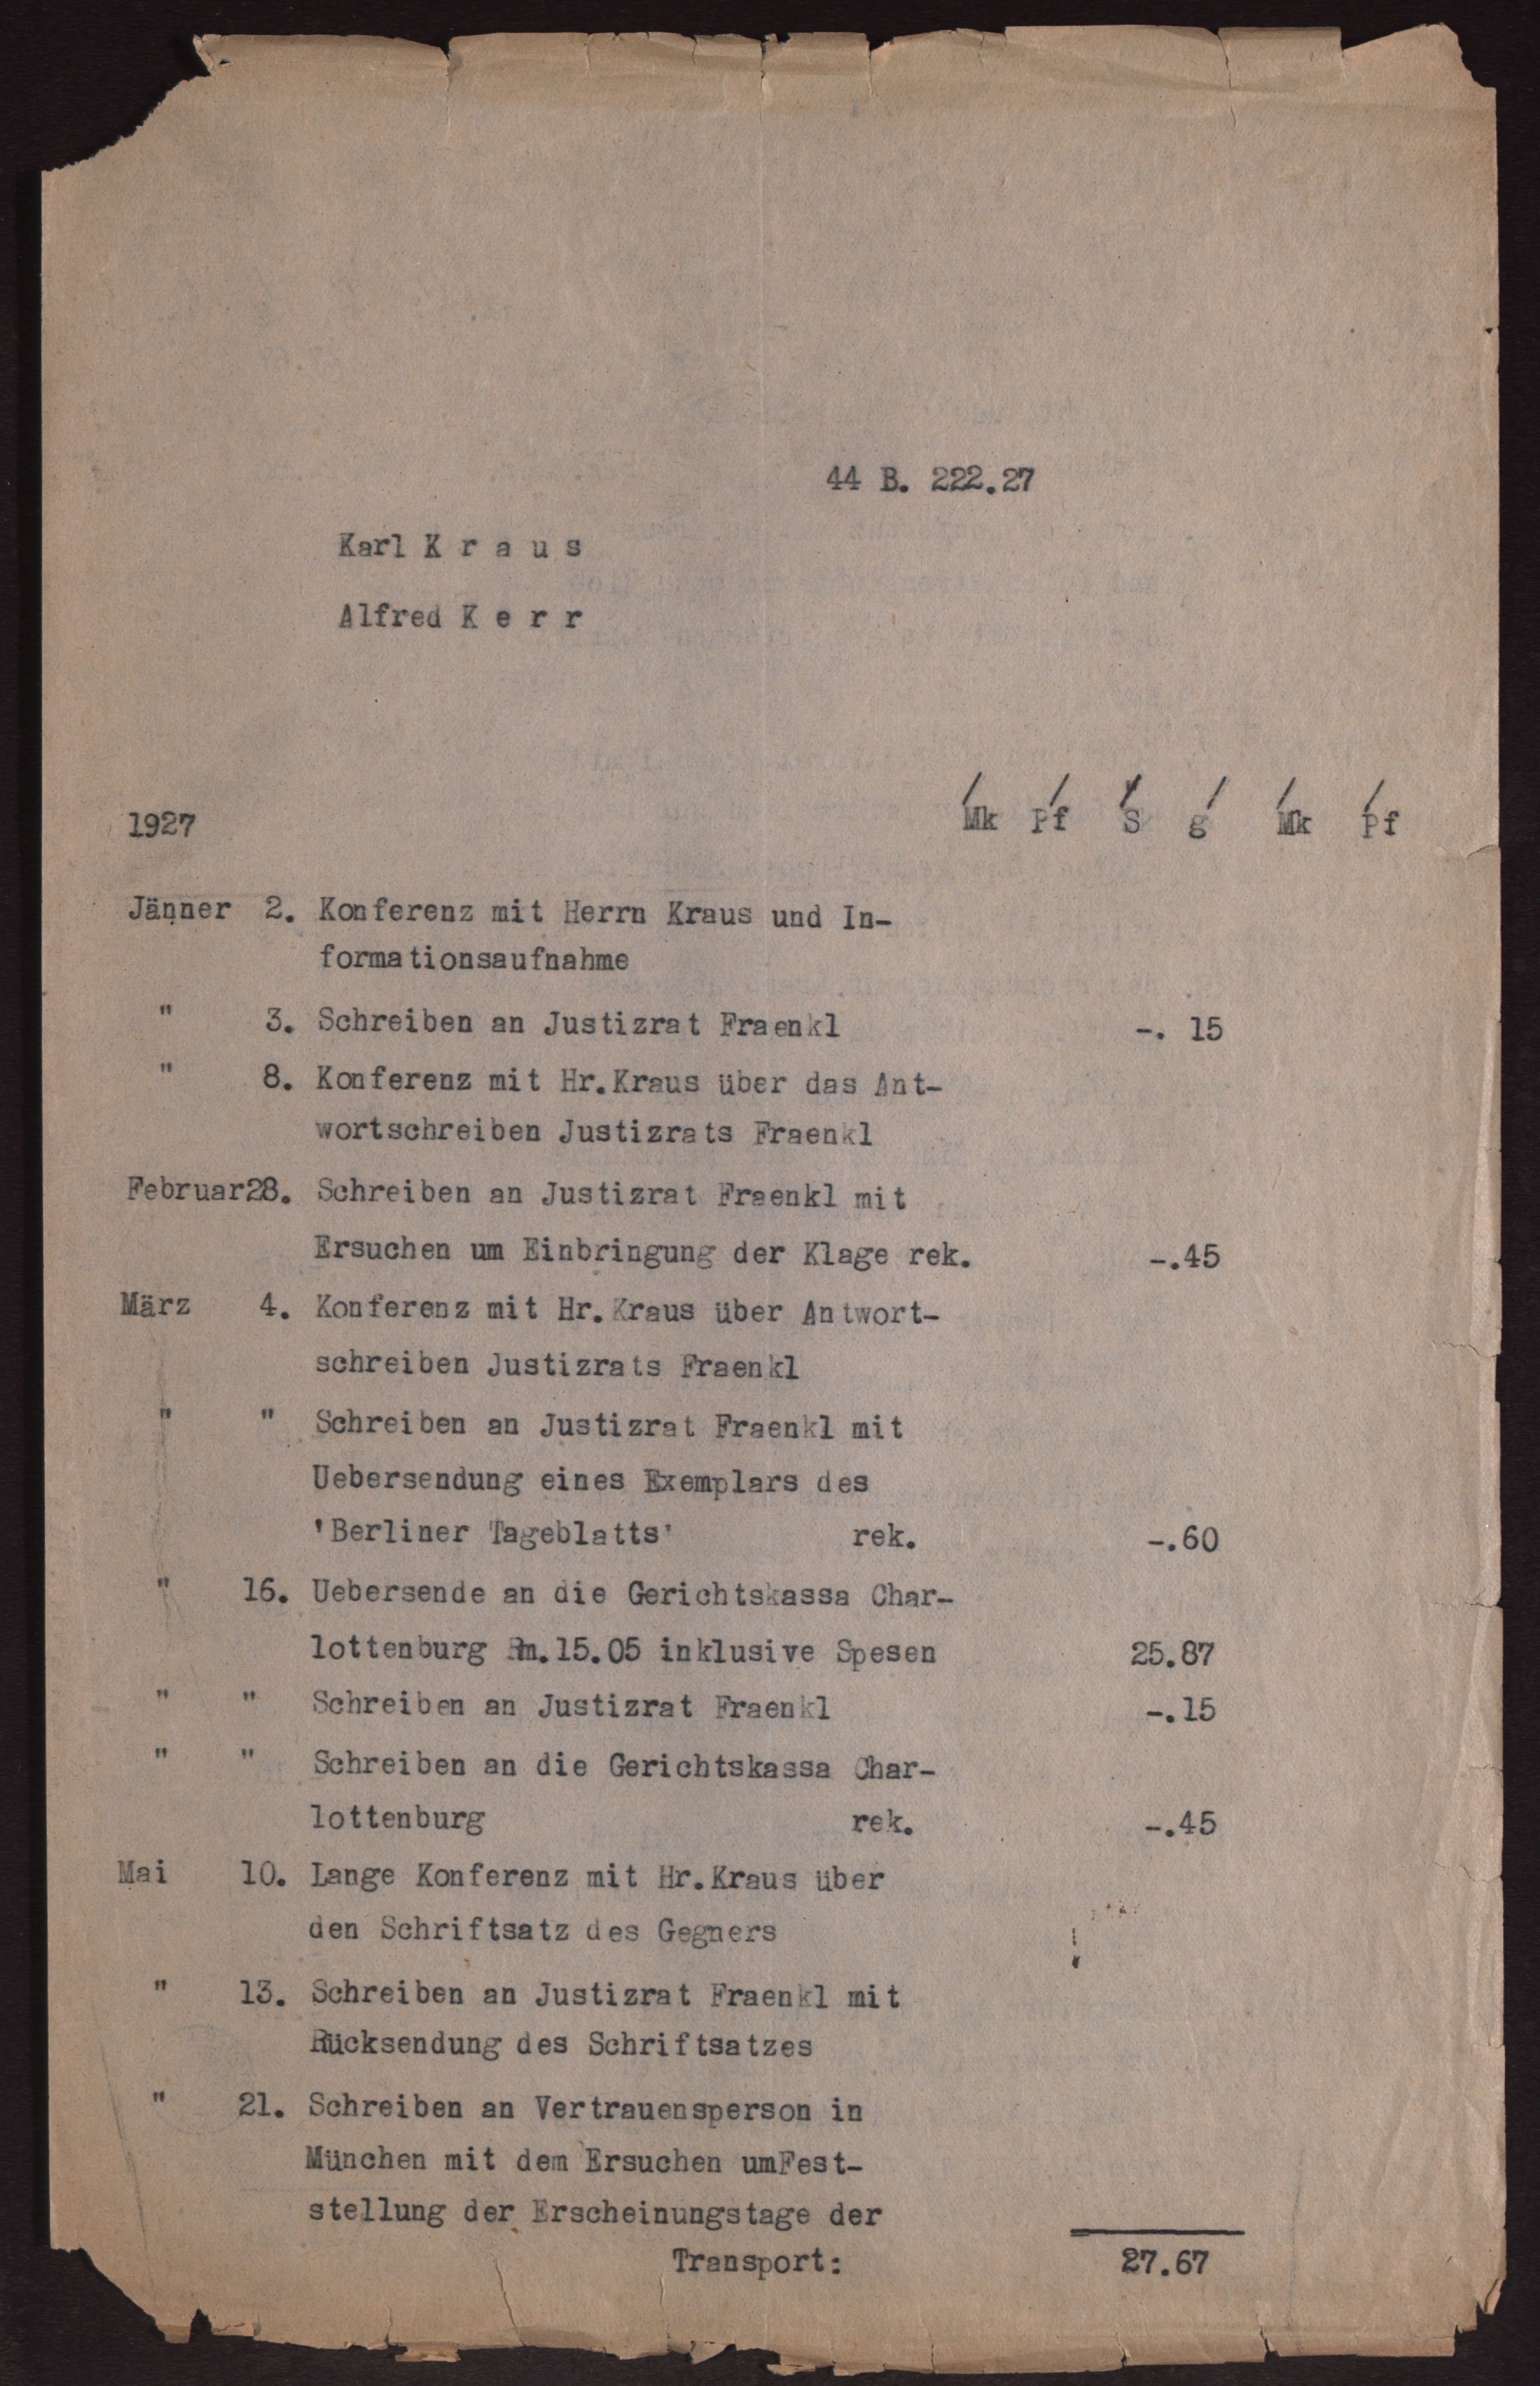 44 B. 222.27
Karl K r a u s
Alfred K e r r
1927 Mk Pf S g Mk Pf
Jänner 2. Konferenz mit Herrn Kraus und In-
formationsaufnahme
" 3. Schreiben an Justizrat Fraenkl -. 15
" 8. Konferenz mit Hr.Kraus über das Ant-
wortschreiben Justizrats Fraenkl
Februar28. Schreiben an Justizrat Fraenkl mit
Ersuchen um Einbringung der Klage rek. -.45
März 4. Konferenz mit Hr.Kraus über Antwort-
schreiben Justizrats Fraenkl
" " Schreiben an Justizrat Fraenkl mit
Uebersendung eines Exemplars des
'Berliner Tageblatts' rek. -.60
" 16. Uebersende an die Gerichtskassa Char-
lottenburg Rm.15.05 inklusive Spesen 25.87
" " Schreiben an Justizrat Fraenkl -.15
" " Schreiben an die Gerichtskassa Char-
lottenburg rek. -.45
Mai 10. Lange Konferenz mit Hr.Kraus über
den Schriftsatz des Gegners
" 13. Schreiben an Justizrat Fraenkl mit
Rücksendung des Schriftsatzes
" 21. Schreiben an Vertrauensperson in
München mit dem Ersuchen umFest-
stellung der Erscheinungstage der
Transport: 27.67